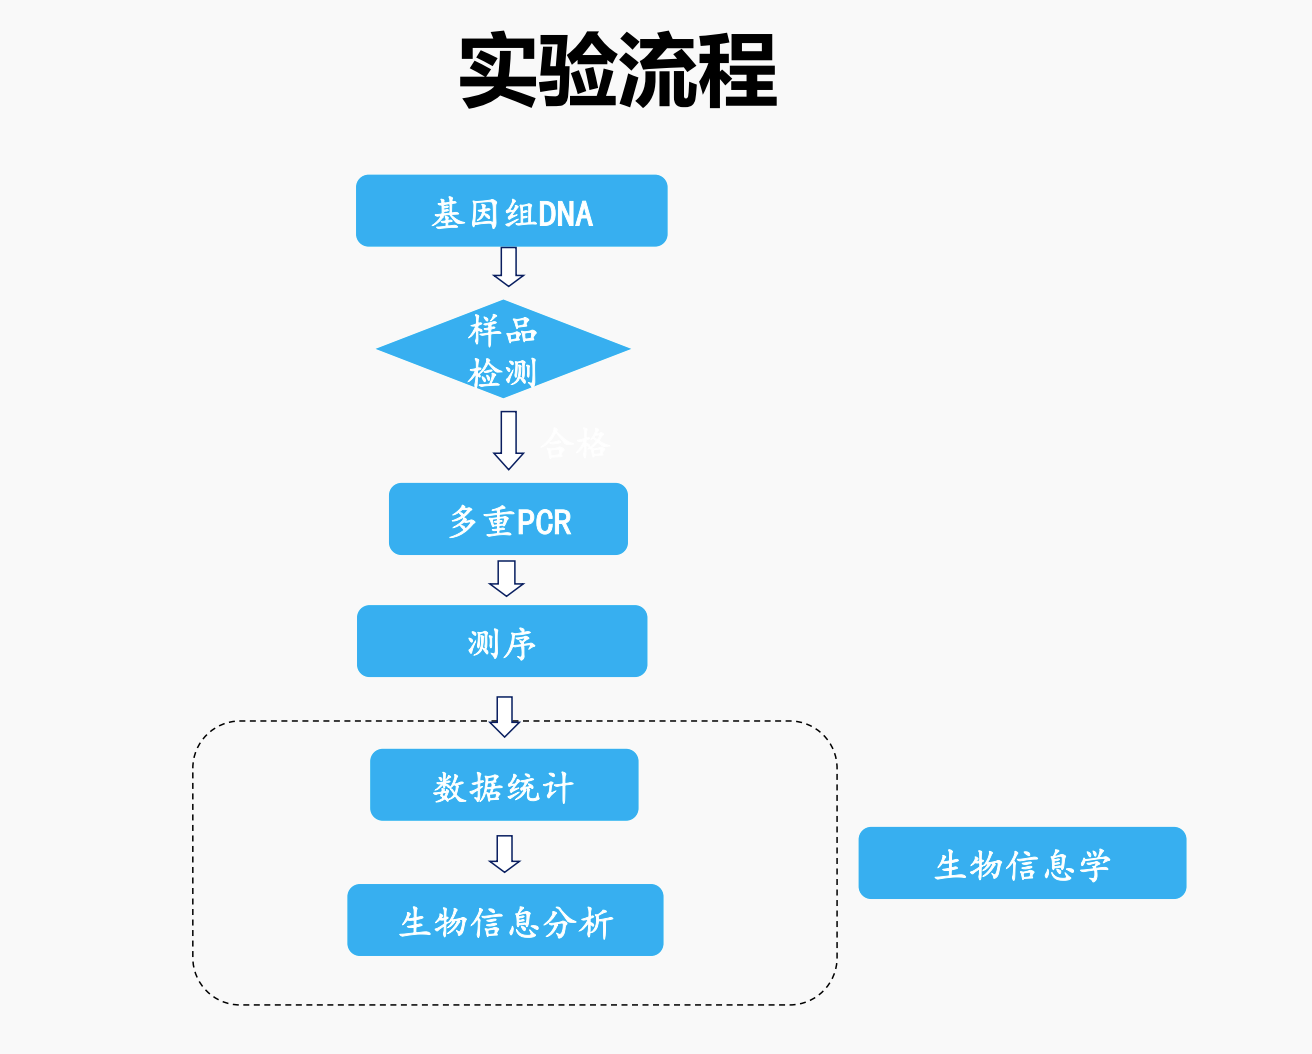 实验流程
基因组DNA
样品
检测
合格
多重PCR
测序
数据统计
生物信息学
生物信息分析